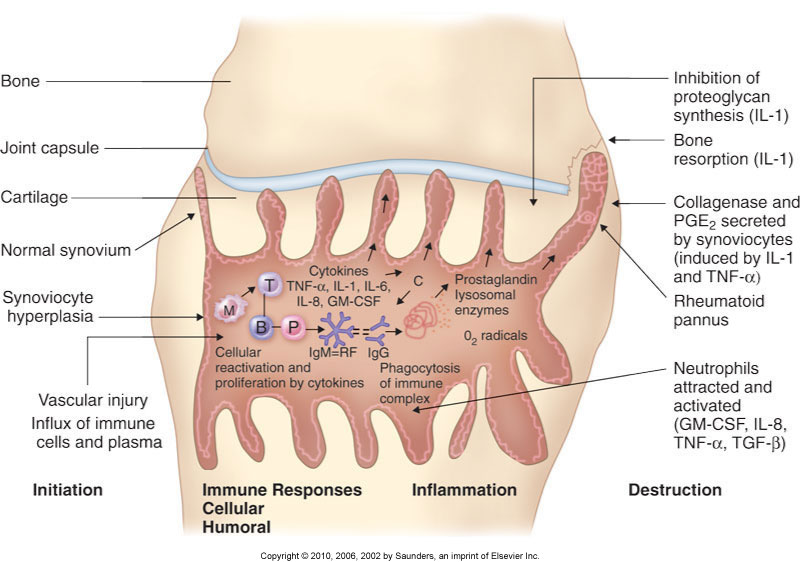 Bone
Joint capsule
Cartilage
Normal synovium
Synoviocyte
hyperplasia
Vascular injury
Influx of immune
cells and plasma
M
T
B
P
Cytokines
TNF-α, IL-1, IL-6,
IL-8, GM-CSF
C
Prostaglandin
lysosomal
enzymes
0₂ radicals
IgM=RF
IgG
Cellular
reactivation and
proliferation by cytokines
Phagocytosis
of immune
complex
Inhibition of
proteoglycan
synthesis (IL-1)
Bone
resorption (IL-1)
Collagenase and
PGE₂ secreted
by synoviocytes
(induced by IL-1
and TNF-α)
Rheumatoid
pannus
Neutrophils
attracted and
activated
(GM-CSF, IL-8,
TNF-α, TGF-β)
Initiation
Immune Responses
Cellular
Humoral
Inflammation
Destruction
Copyright © 2010, 2006, 2002 by Saunders, an imprint of Elsevier Inc.